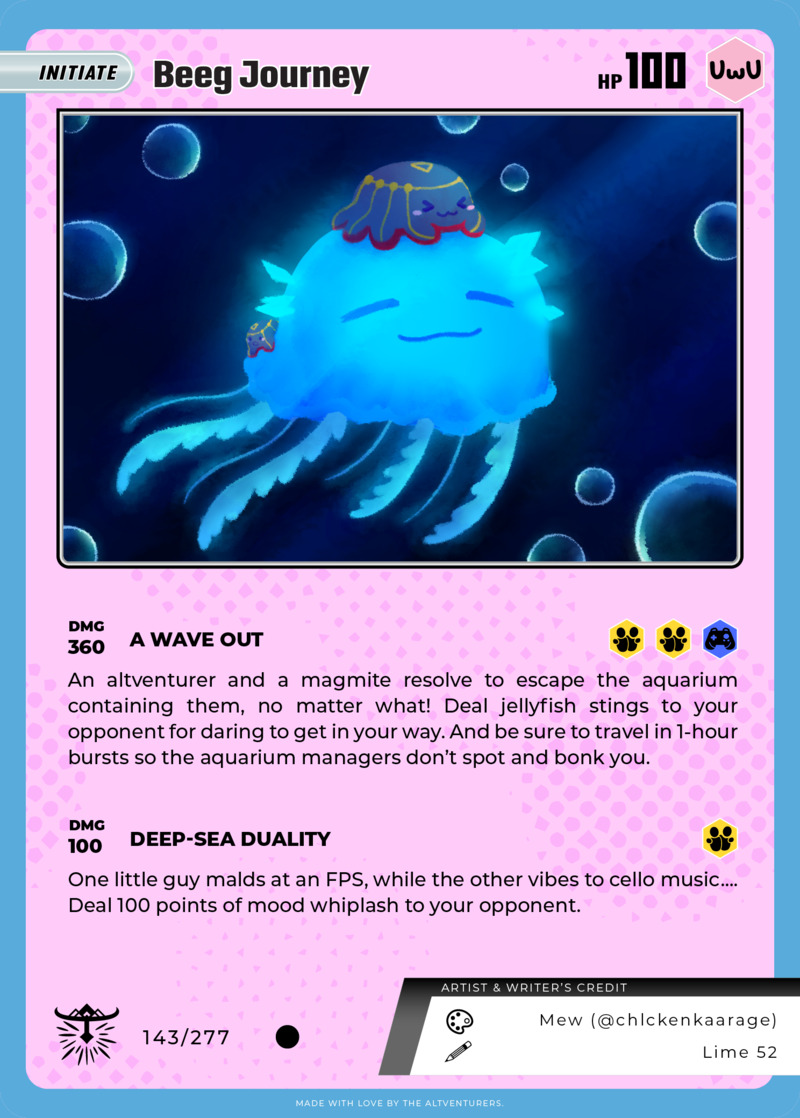 INITIATE
Beeg Journey
HP 100
UwU
DMG
360
A WAVE OUT
An altventurer and a magmite resolve to escape the aquarium
containing them, no matter what! Deal jellyfish stings to your
opponent for daring to get in your way. And be sure to travel in 1-hour
bursts so the aquarium managers don’t spot and bonk you.
DMG
100
DEEP-SEA DUALITY
One little guy malds at an FPS, while the other vibes to cello music....
Deal 100 points of mood whiplash to your opponent.
143/277
ARTIST & WRITER’S CREDIT
Mew (@chlckenkaarage)
Lime 52
MADE WITH LOVE BY THE ALTVENTURERS.